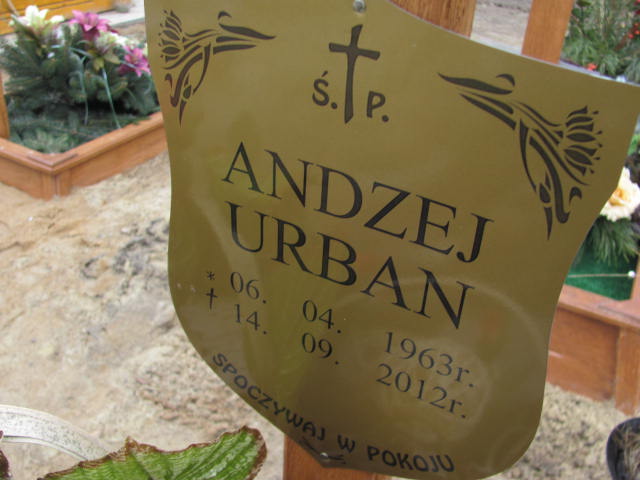 Ś. P.
ANDZEJ
URBAN
* 06. 04. 1963r.
† 14. 09. 2012r.
SPOCZYWAJ W POKOJU